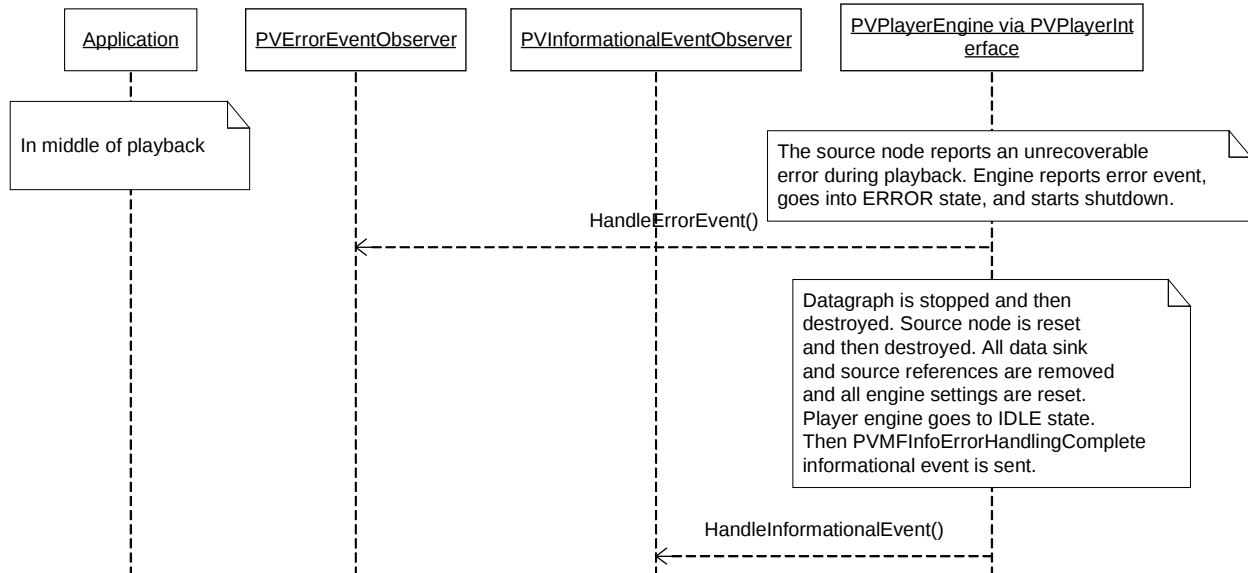 Application
PVErrorEventObserver
PVInformationalEventObserver
PVPlayerEngine via PVPlayerInt
erface
In middle of playback
The source node reports an unrecoverable
error during playback. Engine reports error event,
goes into ERROR state, and starts shutdown.
HandleErrorEvent()
Datagraph is stopped and then
destroyed. Source node is reset
and then destroyed. All data sink
and source references are removed
and all engine settings are reset.
Player engine goes to IDLE state.
Then PVMFInfoErrorHandlingComplete
informational event is sent.
HandleInformationalEvent()